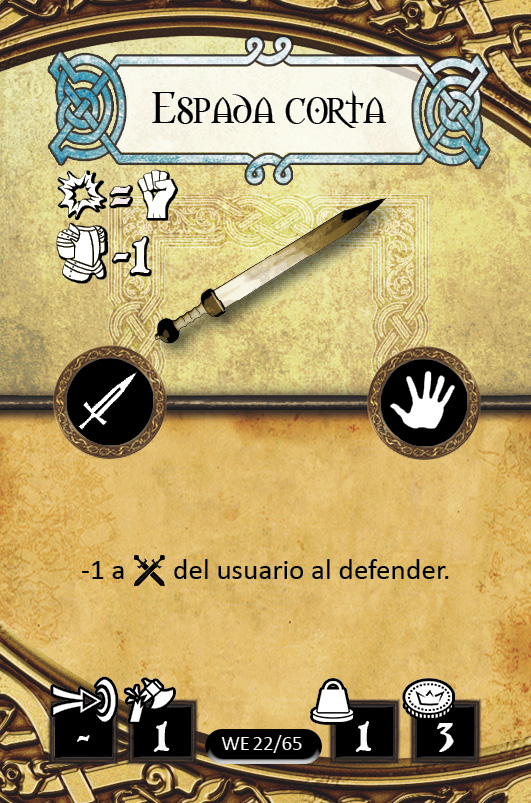 Espada corta
=
-1
-1 a del usuario al defender.
- 1 WE 22/65 1 3